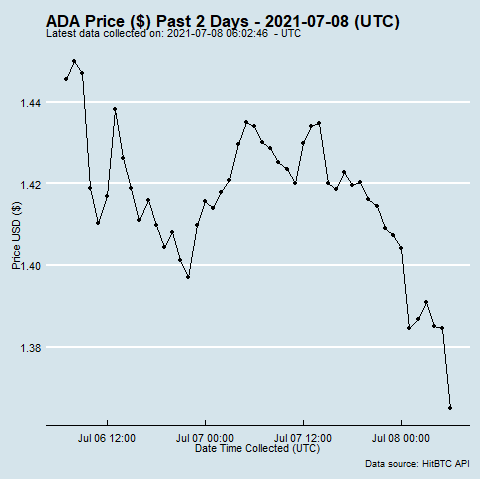 ADA Price ($) Past 2 Days - 2021-07-08 (UTC)
Latest data collected on: 2021-07-08 06:02:46 - UTC
1.44
1.42
1.40
1.38
Price USD ($)
Jul 06 12:00
Jul 07 00:00
Jul 07 12:00
Jul 08 00:00
Date Time Collected (UTC)
Data source: HitBTC API